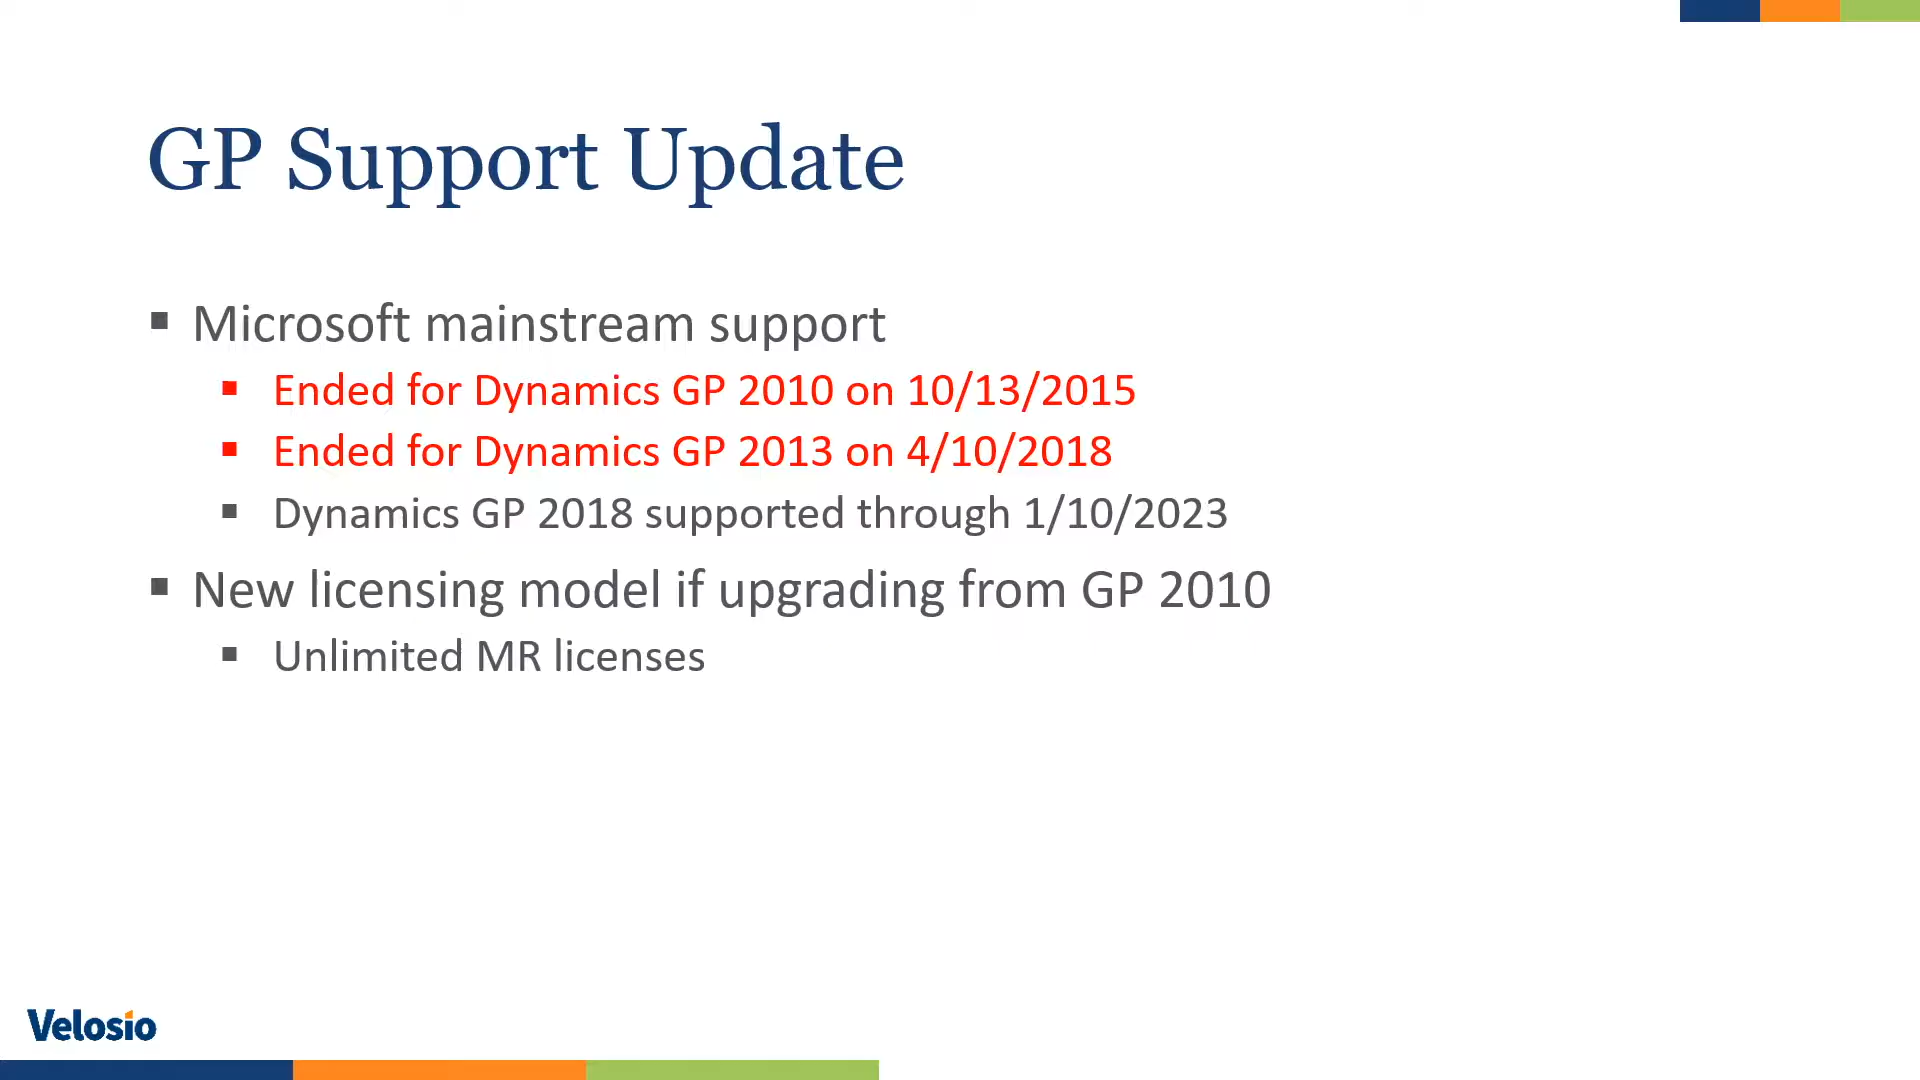 GP Support Update
Microsoft mainstream support
Ended for Dynamics GP 2010 on 10/13/2015
Ended for Dynamics GP 2013 on 4/10/2018
Dynamics GP 2018 supported through 1/10/2023
New licensing model if upgrading from GP 2010
Unlimited MR licenses
Velosio